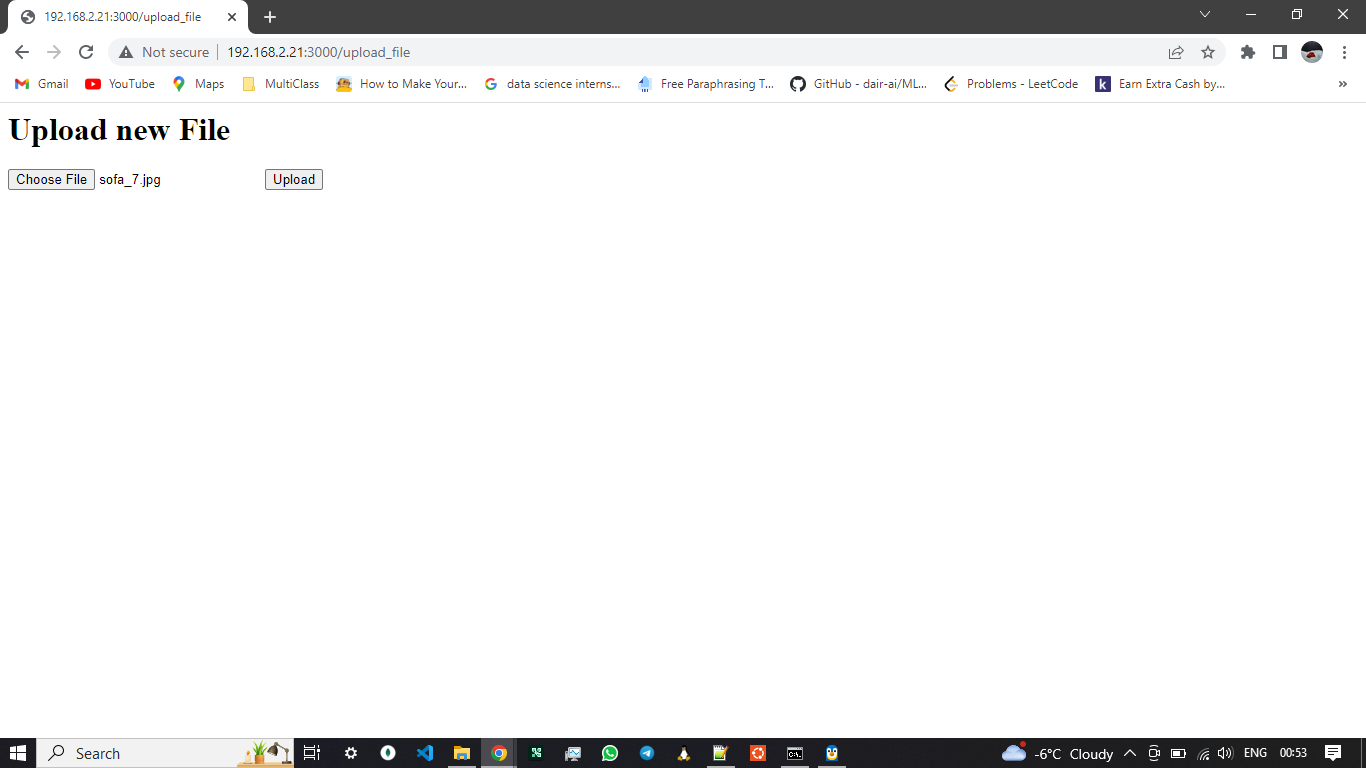 192.168.2.21:3000/upload_file
Not secure 192.168.2.21:3000/upload_file
Gmail YouTube Maps MultiClass How to Make Your... data science interns... Free Paraphrasing T... GitHub - dair-ai/ML... Problems - LeetCode k Earn Extra Cash by... »
Upload new File
Choose File sofa_7.jpg Upload
Search -6°C Cloudy ENG 00:53